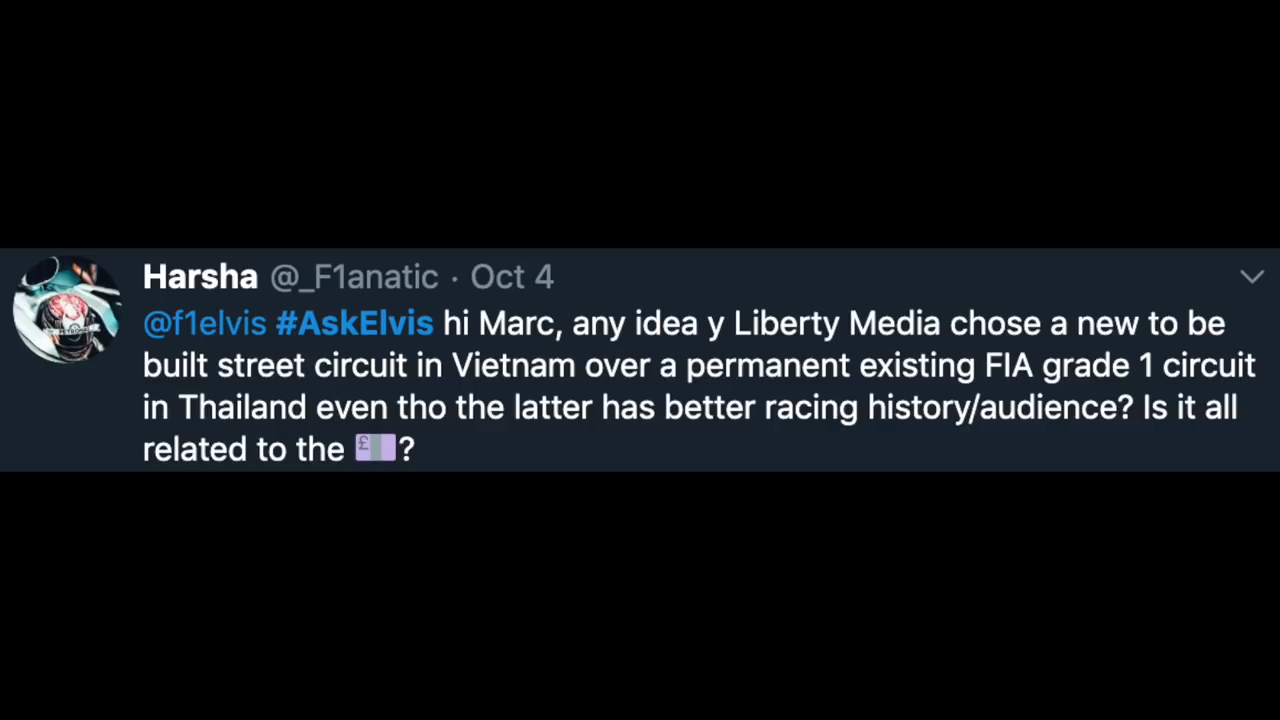 Harsha @_F1anatic · Oct 4
@f1elvis #AskElvis hi Marc, any idea y Liberty Media chose a new to be
built street circuit in Vietnam over a permanent existing FIA grade 1 circuit
in Thailand even tho the latter has better racing history/audience? Is it all
related to the 💷?